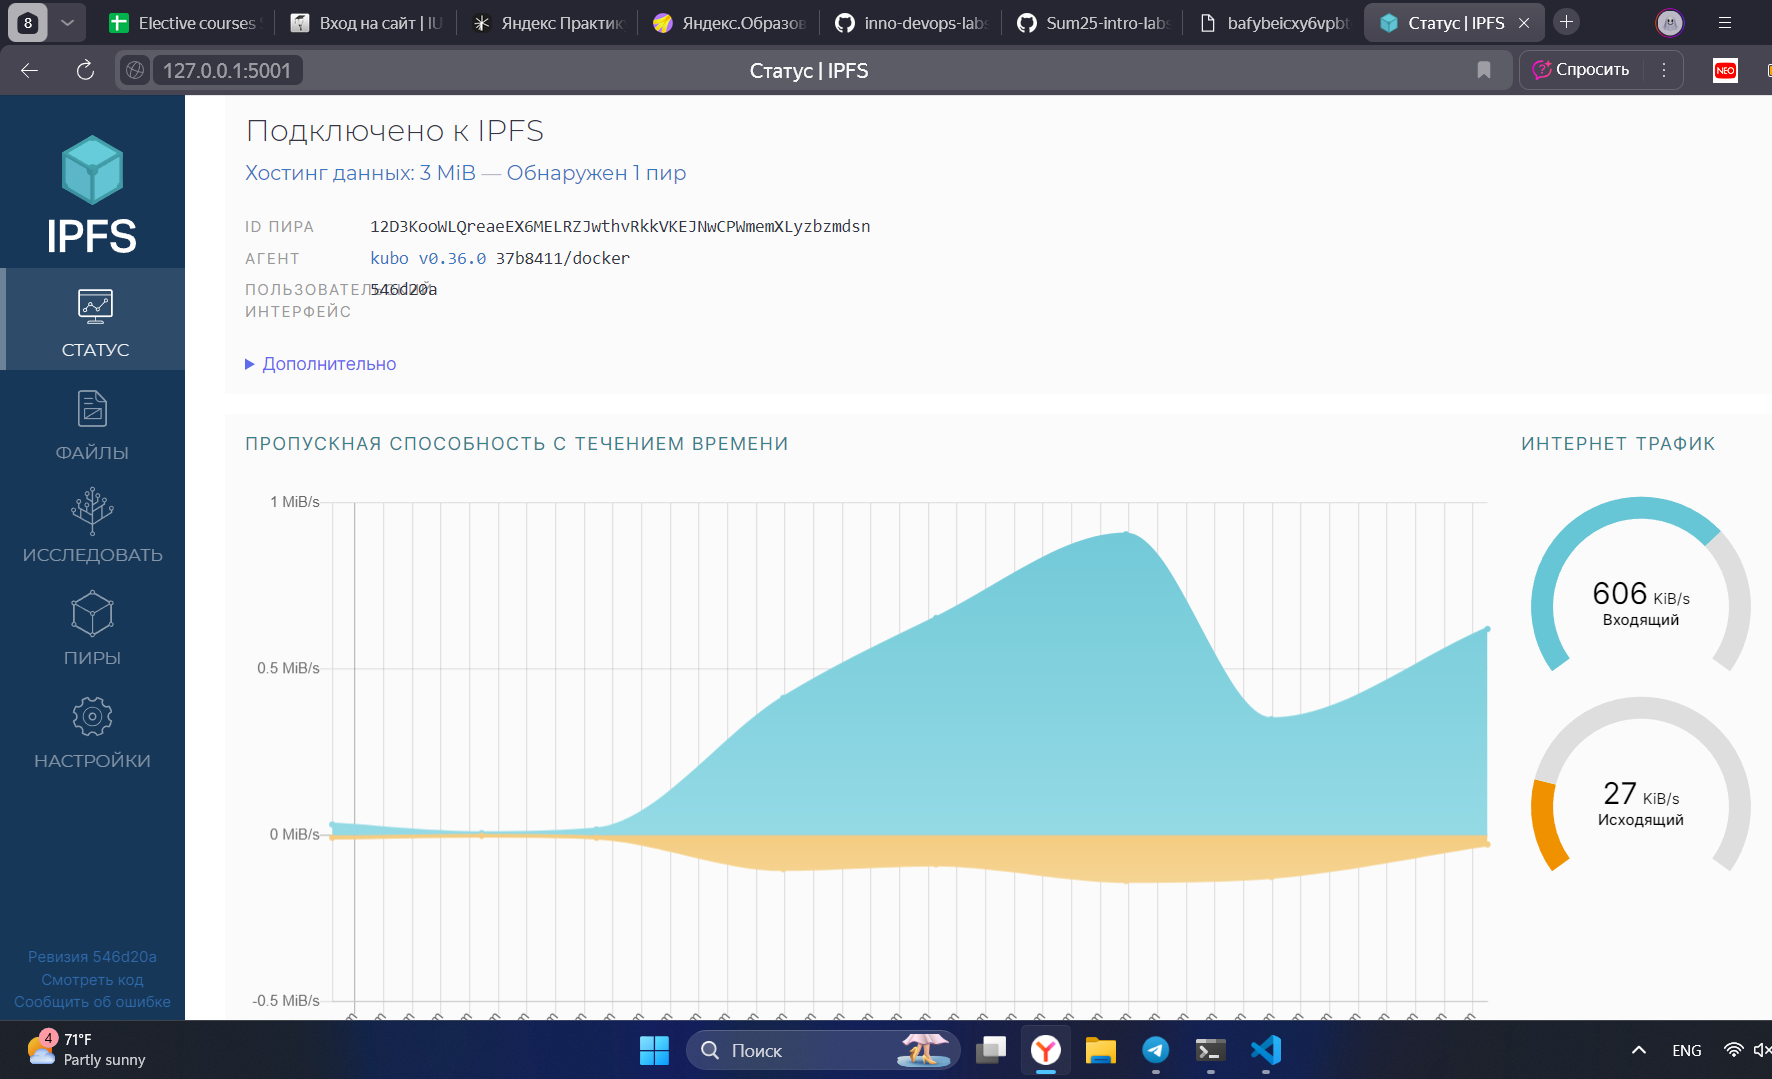 8
Elective courses
Вход на сайт | IU
Яндекс Практик
Яндекс.Образов
inno-devops-labs
Sum25-intro-labs
bafybeicxy6vpbt
Статус | IPFS
127.0.0.1:5001
Статус | IPFS
Спросить
NEO
IPFS
СТАТУС
ФАЙЛЫ
ИССЛЕДОВАТЬ
ПИРЫ
НАСТРОЙКИ
Ревизия 546d20a
Смотреть код
Сообщить об ошибке
Подключено к IPFS
Хостинг данных: 3 MiB — Обнаружен 1 пир
ID ПИРА 12D3KooWLQreaeEX6MELRZJwthvRkkVKEJNwCPWmemXLyzbzmdsn
АГЕНТ kubo v0.36.0 37b8411/docker
ПОЛЬЗОВАТЕЛЬСКИЙ 546d20a
ИНТЕРФЕЙС
Дополнительно
ПРОПУСКНАЯ СПОСОБНОСТЬ С ТЕЧЕНИЕМ ВРЕМЕНИ
1 MiB/s
0.5 MiB/s
0 MiB/s
-0.5 MiB/s
ИНТЕРНЕТ ТРАФИК
606 KiB/s
Входящий
27 KiB/s
Исходящий
4
71°F
Partly sunny
Поиск
ENG